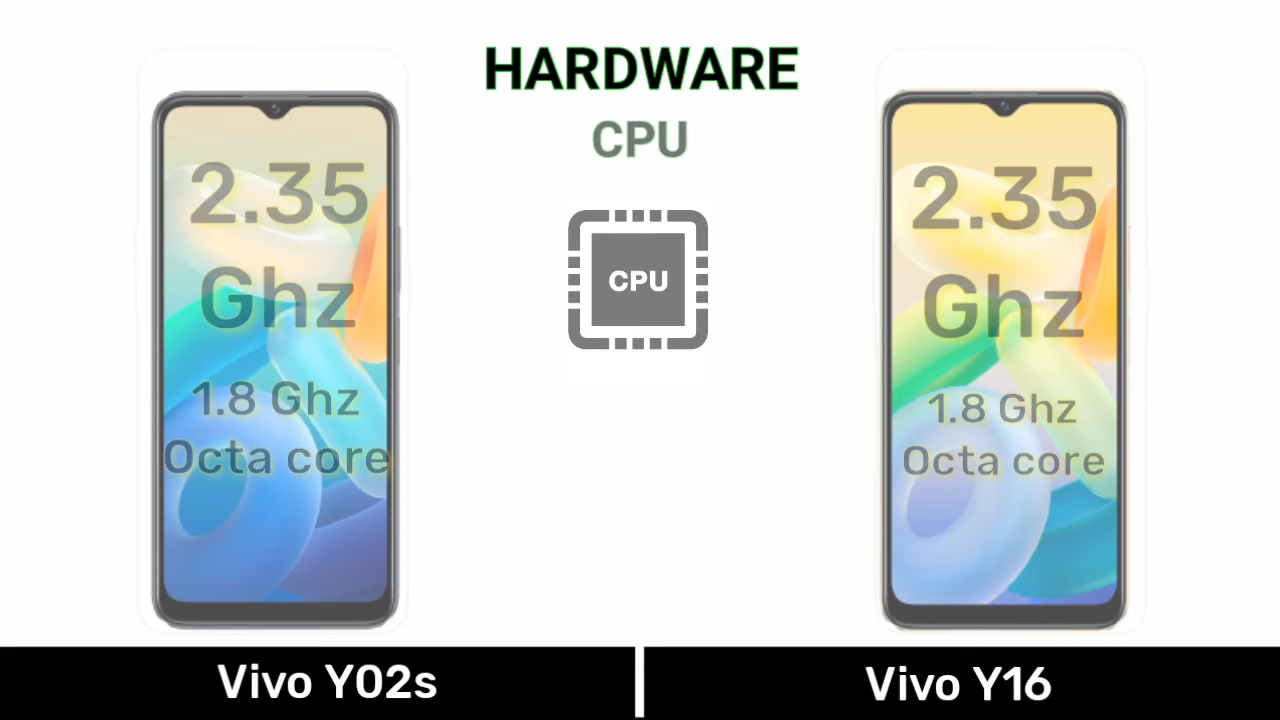 HARDWARE
CPU
CPU
2.35
Ghz
1.8 Ghz
Octa core
2.35
Ghz
1.8 Ghz
Octa core
Vivo Y02s
Vivo Y16